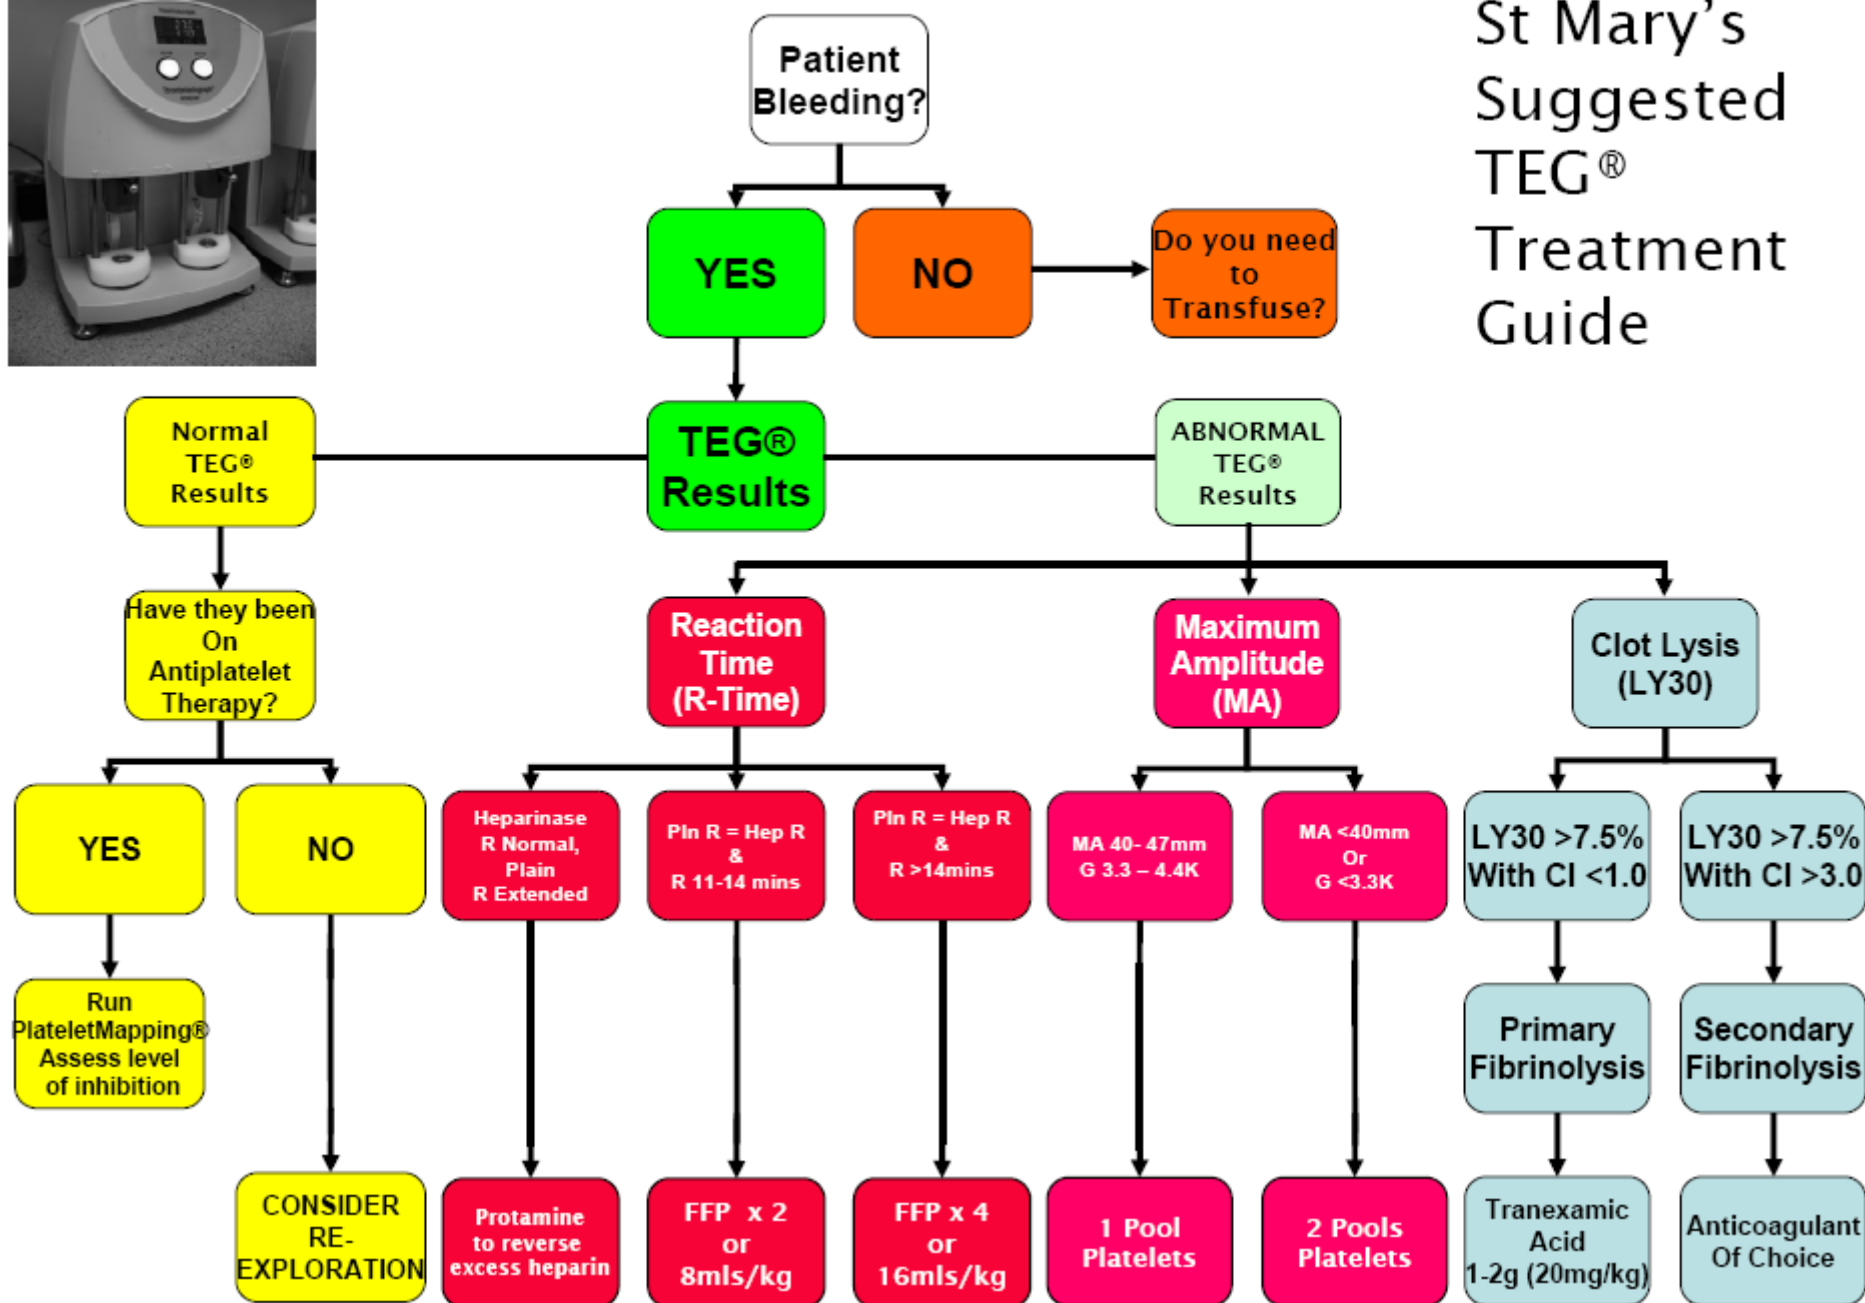 St Mary's
Suggested
TEG®
Treatment
Guide
Patient
Bleeding?
YES
NO
Do you need
to
Transfuse?
Normal
TEG®
Results
TEG®
Results
ABNORMAL
TEG®
Results
Have they been
On
Antiplatelet
Therapy?
Reaction
Time
(R-Time)
Maximum
Amplitude
(MA)
Clot Lysis
(LY30)
YES
NO
Heparinase
R Normal,
Plain
R Extended
Pln R = Hep R
&
R 11-14 mins
Pln R = Hep R
&
R >14mins
MA 40- 47mm
G 3.3 – 4.4K
MA <40mm
Or
G <3.3K
LY30 >7.5%
With CI <1.0
LY30 >7.5%
With CI >3.0
Run
PlateletMapping®
Assess level
of inhibition
Primary
Fibrinolysis
Secondary
Fibrinolysis
CONSIDER
RE-
EXPLORATION
Protamine
to reverse
excess heparin
FFP x 2
or
8mls/kg
FFP x 4
or
16mls/kg
1 Pool
Platelets
2 Pools
Platelets
Tranexamic
Acid
1-2g (20mg/kg)
Anticoagulant
Of Choice